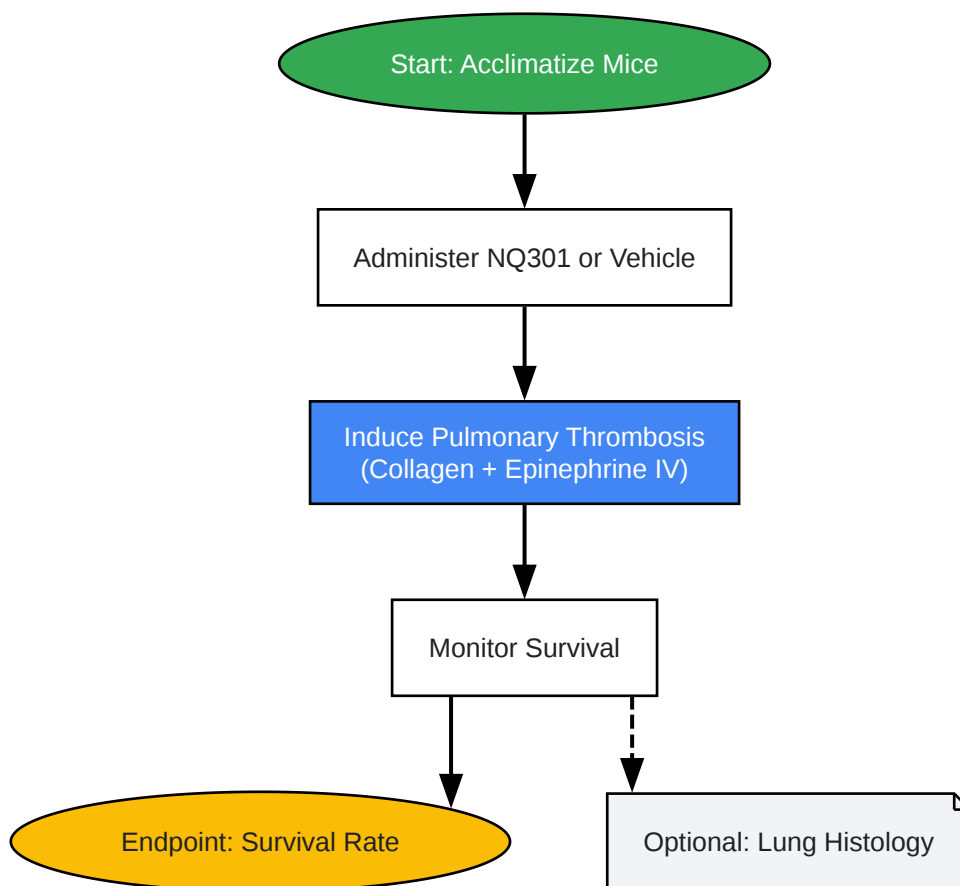 Start: Acclimatize Mice
Administer NQ301 or Vehicle
Induce Pulmonary Thrombosis
(Collagen + Epinephrine IV)
Monitor Survival
Endpoint: Survival Rate
Optional: Lung Histology